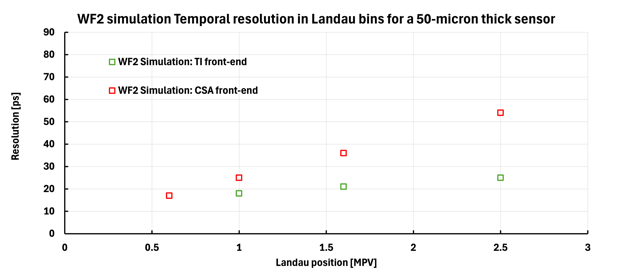 WF2 simulation Temporal resolution in Landau bins for a 50-micron thick sensor
90
80
70
60
50
40
30
20
10
0
Resolution [ps]
WF2 Simulation: TI front-end
WF2 Simulation: CSA front-end
0 0.5 1 1.5 2 2.5 3
Landau position [MPV]